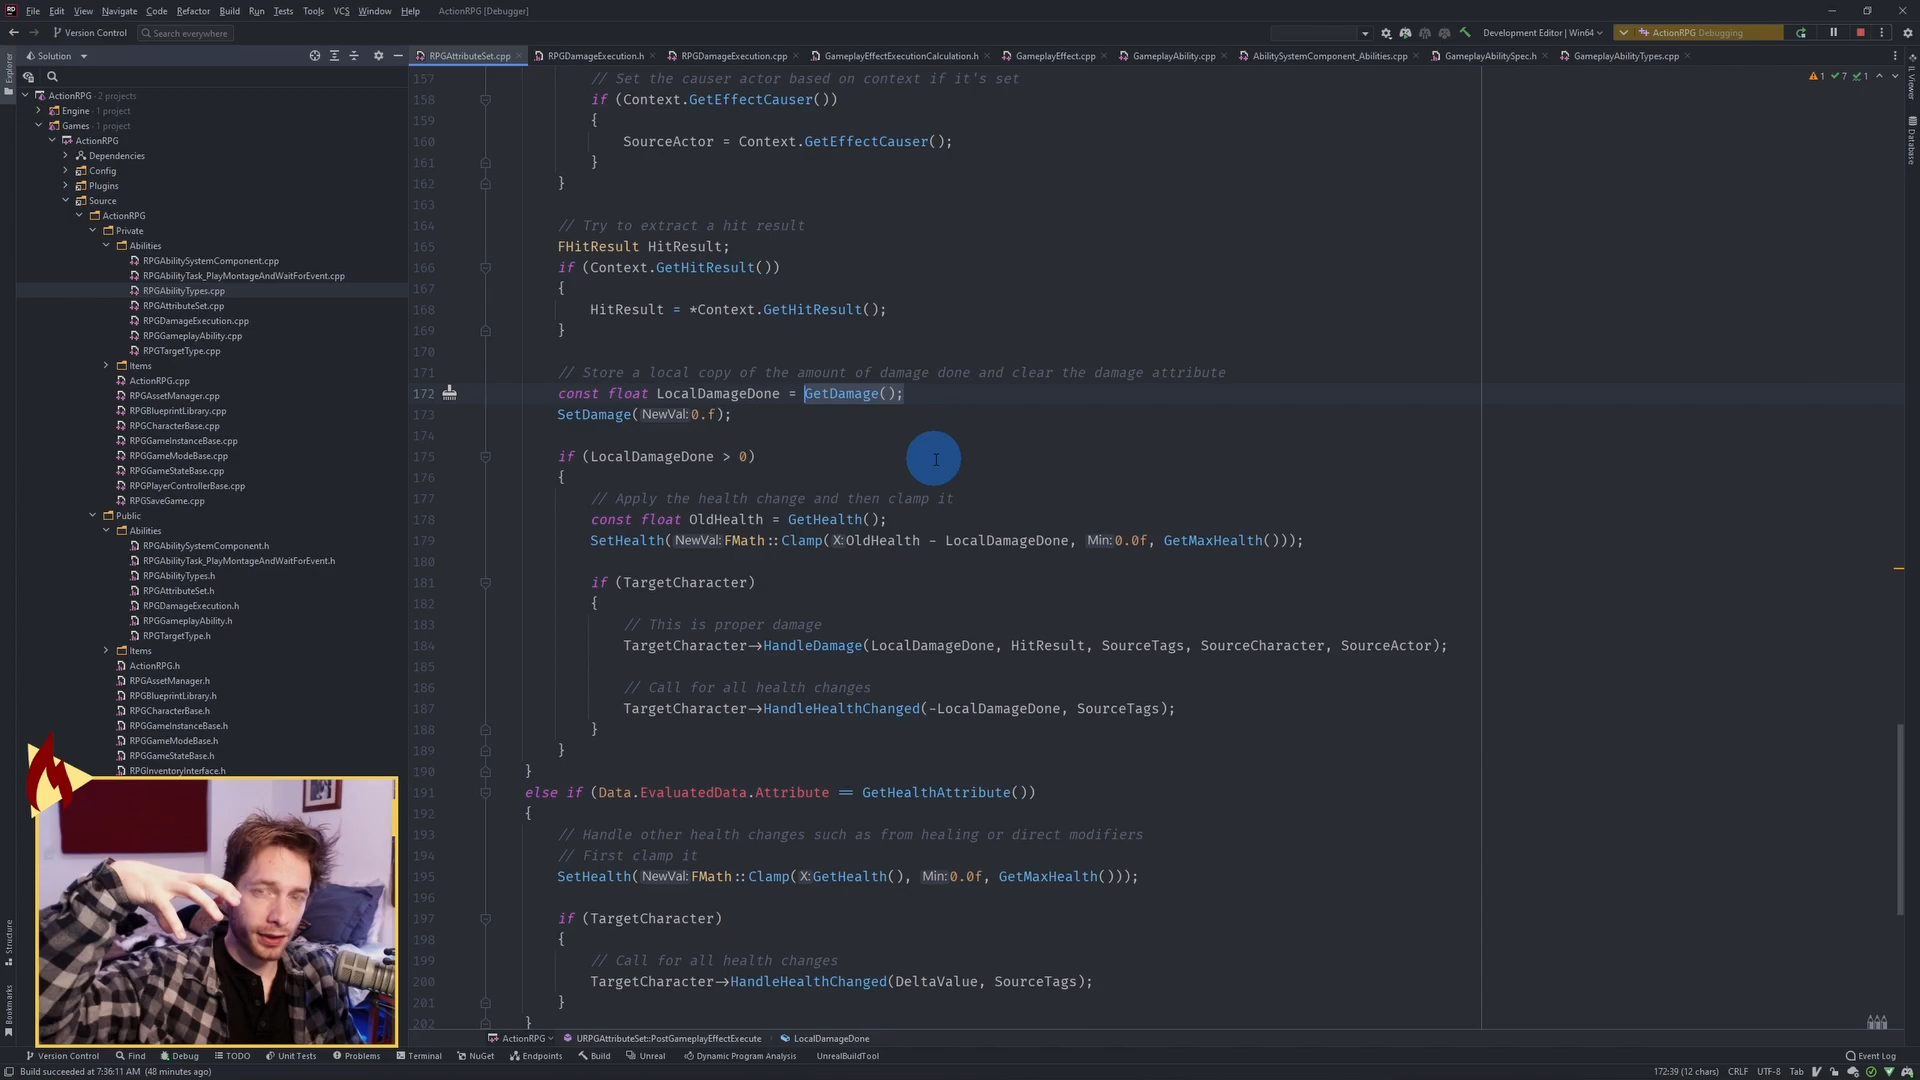 File Edit View Navigate Code Refactor Build Run Tests Tools VCS Window Help ActionRPG [Debugger]
Version Control Search everywhere Development Editor | Win64 ActionRPG Debugging
Solution RPGAttributeSet.cpp RPGDamageExecution.h RPGDamageExecution.cpp GameplayEffectExecutionCalculation.h GameplayEffect.cpp GameplayAbility.cpp AbilitySystemComponent_Abilities.cpp GameplayAbilitySpec.h GameplayAbilityTypes.cpp
Explorer
IL Viewer
Database
1 7 1
ActionRPG · 2 projects
Engine · 1 project
Games · 1 project
ActionRPG
Dependencies
Config
Plugins
Source
ActionRPG
Private
Abilities
RPGAbilitySystemComponent.cpp
RPGAbilityTask_PlayMontageAndWaitForEvent.cpp
RPGAbilityTypes.cpp
RPGAttributeSet.cpp
RPGDamageExecution.cpp
RPGGameplayAbility.cpp
RPGTargetType.cpp
Items
ActionRPG.cpp
RPGAssetManager.cpp
RPGBlueprintLibrary.cpp
RPGCharacterBase.cpp
RPGGameInstanceBase.cpp
RPGGameModeBase.cpp
RPGGameStateBase.cpp
RPGPlayerControllerBase.cpp
RPGSaveGame.cpp
Public
Abilities
RPGAbilitySystemComponent.h
RPGAbilityTask_PlayMontageAndWaitForEvent.h
RPGAbilityTypes.h
RPGAttributeSet.h
RPGDamageExecution.h
RPGGameplayAbility.h
RPGTargetType.h
Items
ActionRPG.h
RPGAssetManager.h
RPGBlueprintLibrary.h
RPGCharacterBase.h
RPGGameInstanceBase.h
RPGGameModeBase.h
RPGGameStateBase.h
RPGInventoryInterface.h
157 // Set the causer actor based on context if it's set
158 if (Context.GetEffectCauser())
159 {
160 SourceActor = Context.GetEffectCauser();
161 }
162 }
163
164 // Try to extract a hit result
165 FHitResult HitResult;
166 if (Context.GetHitResult())
167 {
168 HitResult = *Context.GetHitResult();
169 }
170
171 // Store a local copy of the amount of damage done and clear the damage attribute
172 const float LocalDamageDone = GetDamage();
173 SetDamage( NewVal: 0.f);
174
175 if (LocalDamageDone > 0)
176 {
177 // Apply the health change and then clamp it
178 const float OldHealth = GetHealth();
179 SetHealth( NewVal: FMath::Clamp( X: OldHealth - LocalDamageDone, Min: 0.0f, GetMaxHealth()));
180
181 if (TargetCharacter)
182 {
183 // This is proper damage
184 TargetCharacter→HandleDamage(LocalDamageDone, HitResult, SourceTags, SourceCharacter, SourceActor);
185
186 // Call for all health changes
187 TargetCharacter→HandleHealthChanged(-LocalDamageDone, SourceTags);
188 }
189 }
190 }
191 else if (Data.EvaluatedData.Attribute == GetHealthAttribute())
192 {
193 // Handle other health changes such as from healing or direct modifiers
194 // First clamp it
195 SetHealth( NewVal: FMath::Clamp( X: GetHealth(), Min: 0.0f, GetMaxHealth()));
196
197 if (TargetCharacter)
198 {
199 // Call for all health changes
200 TargetCharacter→HandleHealthChanged(DeltaValue, SourceTags);
201 }
202 }
Structure
Bookmarks
ActionRPG URPGAttributeSet::PostGameplayEffectExecute LocalDamageDone
Version Control Find Debug TODO Unit Tests Problems Terminal NuGet Endpoints Build Unreal Dynamic Program Analysis UnrealBuildTool Event Log
Build succeeded at 7:36:11 AM (48 minutes ago) 172:39 (12 chars) CRLF UTF-8 Tab